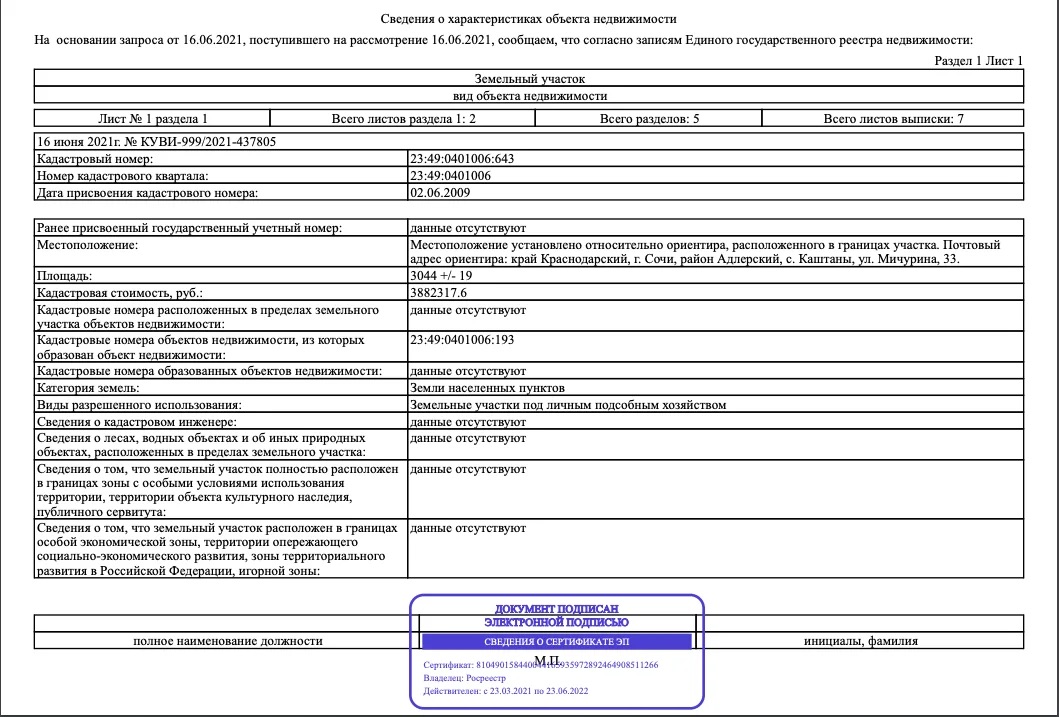 Сведения о характеристиках объекта недвижимости
На основании запроса от 16.06.2021, поступившего на рассмотрение 16.06.2021, сообщаем, что согласно записям Единого государственного реестра недвижимости:
Раздел 1 Лист 1
Земельный участок
вид объекта недвижимости
Лист № 1 раздела 1 Всего листов раздела 1: 2 Всего разделов: 5 Всего листов выписки: 7
16 июня 2021г. № КУВИ-999/2021-437805
Кадастровый номер: 23:49:0401006:643
Номер кадастрового квартала: 23:49:0401006
Дата присвоения кадастрового номера: 02.06.2009
Ранее присвоенный государственный учетный номер: данные отсутствуют
Местоположение: Местоположение установлено относительно ориентира, расположенного в границах участка. Почтовый
адрес ориентира: край Краснодарский, г. Сочи, район Адлерский, с. Каштаны, ул. Мичурина, 33.
Площадь: 3044 +/- 19
Кадастровая стоимость, руб.: 3882317.6
Кадастровые номера расположенных в пределах земельного данные отсутствуют
участка объектов недвижимости:
Кадастровые номера объектов недвижимости, из которых 23:49:0401006:193
образован объект недвижимости:
Кадастровые номера образованных объектов недвижимости: данные отсутствуют
Категория земель: Земли населенных пунктов
Виды разрешенного использования: Земельные участки под личным подсобным хозяйством
Сведения о кадастровом инженере: данные отсутствуют
Сведения о лесах, водных объектах и об иных природных данные отсутствуют
объектах, расположенных в пределах земельного участка:
Сведения о том, что земельный участок полностью расположен данные отсутствуют
в границах зоны с особыми условиями использования
территории, территории объекта культурного наследия,
публичного сервитута:
Сведения о том, что земельный участок расположен в границах данные отсутствуют
особой экономической зоны, территории опережающего
социально-экономического развития, зоны территориального
развития в Российской Федерации, игорной зоны:
ДОКУМЕНТ ПОДПИСАН
ЭЛЕКТРОННОЙ ПОДПИСЬЮ
полное наименование должности СВЕДЕНИЯ О СЕРТИФИКАТЕ ЭП инициалы, фамилия
М.П.
Сертификат:
Владелец: Росреестр
Действителен: с 23.03.2021 по 23.06.2022